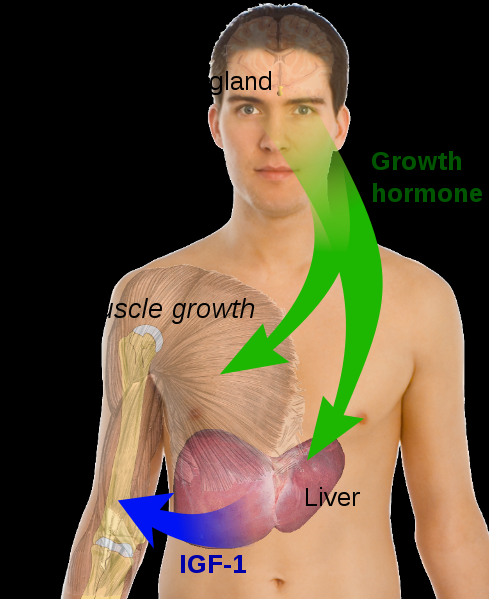 gland
Growth
hormone
uscle growth
Liver
IGF-1